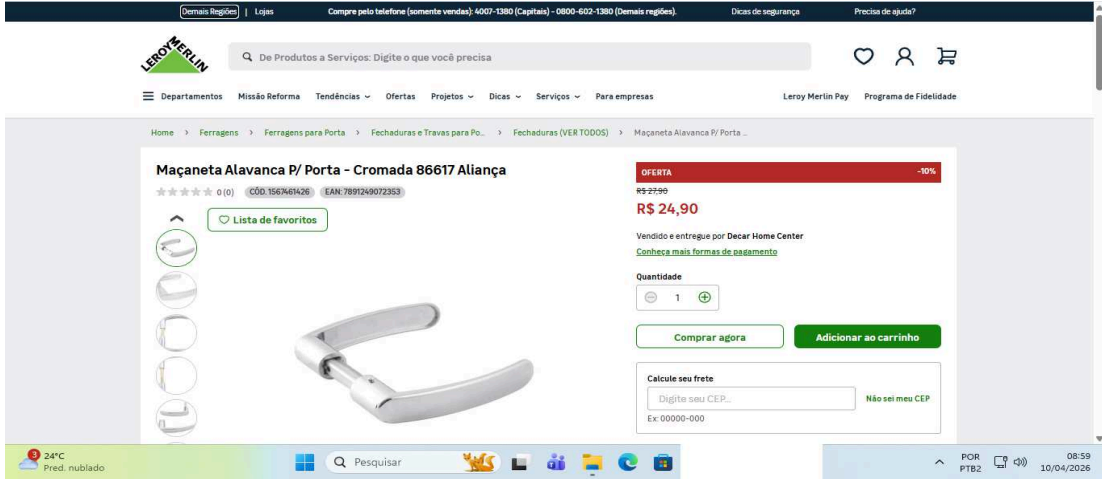 Demais Regiões | Lojas Compre pelo telefone (somente vendas): 4007-1380 (Capitais) - 0800-602-1380 (Demais regiões). Dicas de segurança Precisa de ajuda?
LEROY MERLIN
De Produtos a Serviços: Digite o que você precisa
Departamentos Missão Reforma Tendências Ofertas Projetos Dicas Serviços Para empresas Leroy Merlin Pay Programa de Fidelidade
Home > Ferragens > Ferragens para Porta > Fechaduras e Travas para Po... > Fechaduras (VER TODOS) > Maçaneta Alavanca P/ Porta ...
Maçaneta Alavanca P/ Porta - Cromada 86617 Aliança
0 (0) CÓD. 1567461426 EAN: 7891249072353
Lista de favoritos
OFERTA -10%
R$ 27,90
R$ 24,90
Vendido e entregue por Decar Home Center
Conheça mais formas de pagamento
Quantidade
1
Comprar agora Adicionar ao carrinho
Calcule seu frete
Digite seu CEP... Não sei meu CEP
Ex: 00000-000
3
24°C
Pred. nublado
Pesquisar
POR
PTB2
08:59
10/04/2026